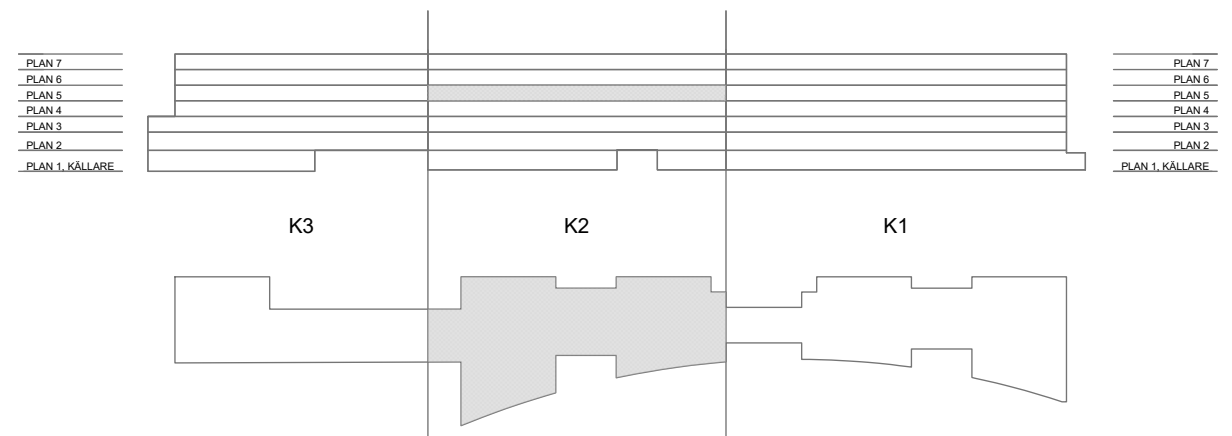 PLAN 7
PLAN 6
PLAN 5
PLAN 4
PLAN 3
PLAN 2
PLAN 1, KÄLLARE
PLAN 7
PLAN 6
PLAN 5
PLAN 4
PLAN 3
PLAN 2
PLAN 1, KÄLLARE
K3
K2
K1